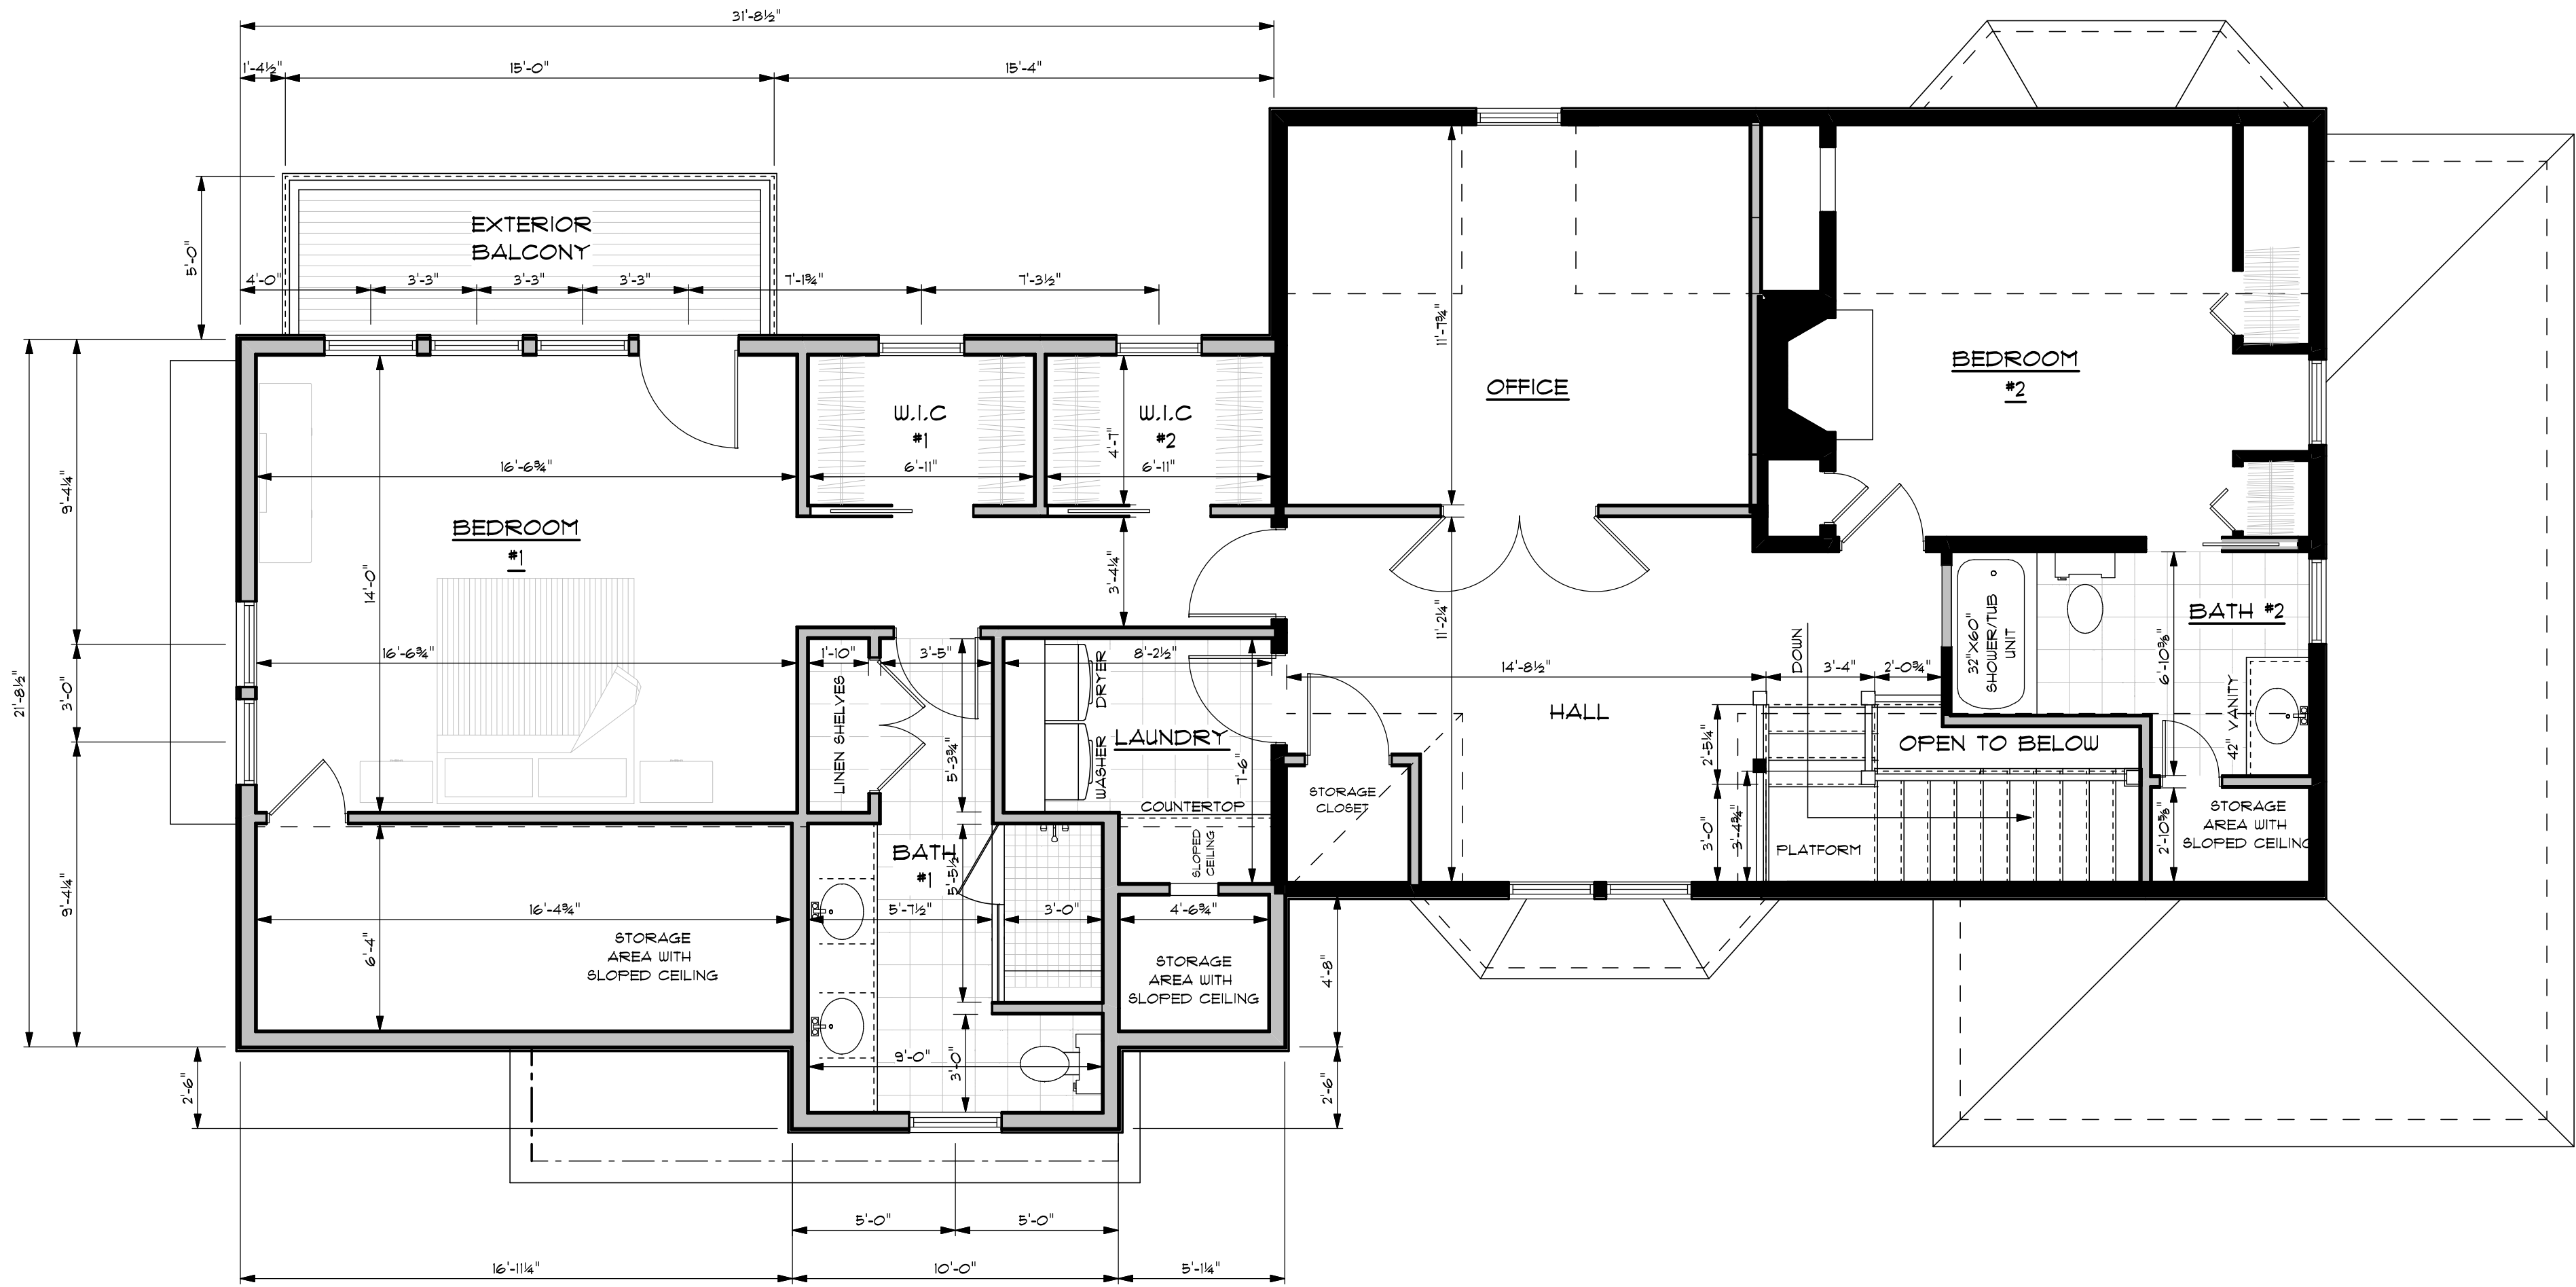 31'-8½"
1'-4½" 15'-0" 15'-4"
EXTERIOR
BALCONY
5'-0"
4'-0" 3'-3" 3'-3" 3'-3" 7'-1¾" 7'-3½"
11'-7¾"
BEDROOM
#2
OFFICE
W.I.C
#1
W.I.C
#2
4'-7"
16'-6¾" 6'-11" 6'-11"
9'-4¼"
BEDROOM
#1
14'-0"
3'-4¼"
11'-2¼"
32"X60"
SHOWER/TUB
UNIT
BATH #2
6'-10⅝"
42" VANITY
21'-8½"
3'-0"
16'-6¾" 1'-10" 3'-5" 8'-2½"
14'-8½" 3'-4" 2'-0¾"
DOWN
LINEN SHELVES
5'-3¾"
WASHER DRYER
LAUNDRY
7'-6"
HALL
2'-5¼"
OPEN TO BELOW
COUNTERTOP
STORAGE
CLOSET
SLOPED
CEILING
3'-0"
3'-4¾"
PLATFORM
2'-10⅝"
STORAGE
AREA WITH
SLOPED CEILING
9'-4¼"
BATH
#1
5'-5½"
16'-4¾" 5'-7½" 3'-0" 4'-6¾"
6'-4"
STORAGE
AREA WITH
SLOPED CEILING
STORAGE
AREA WITH
SLOPED CEILING
4'-8"
9'-0"
3'-0"
2'-6"
2'-6"
5'-0" 5'-0"
16'-11¼" 10'-0" 5'-1¼"